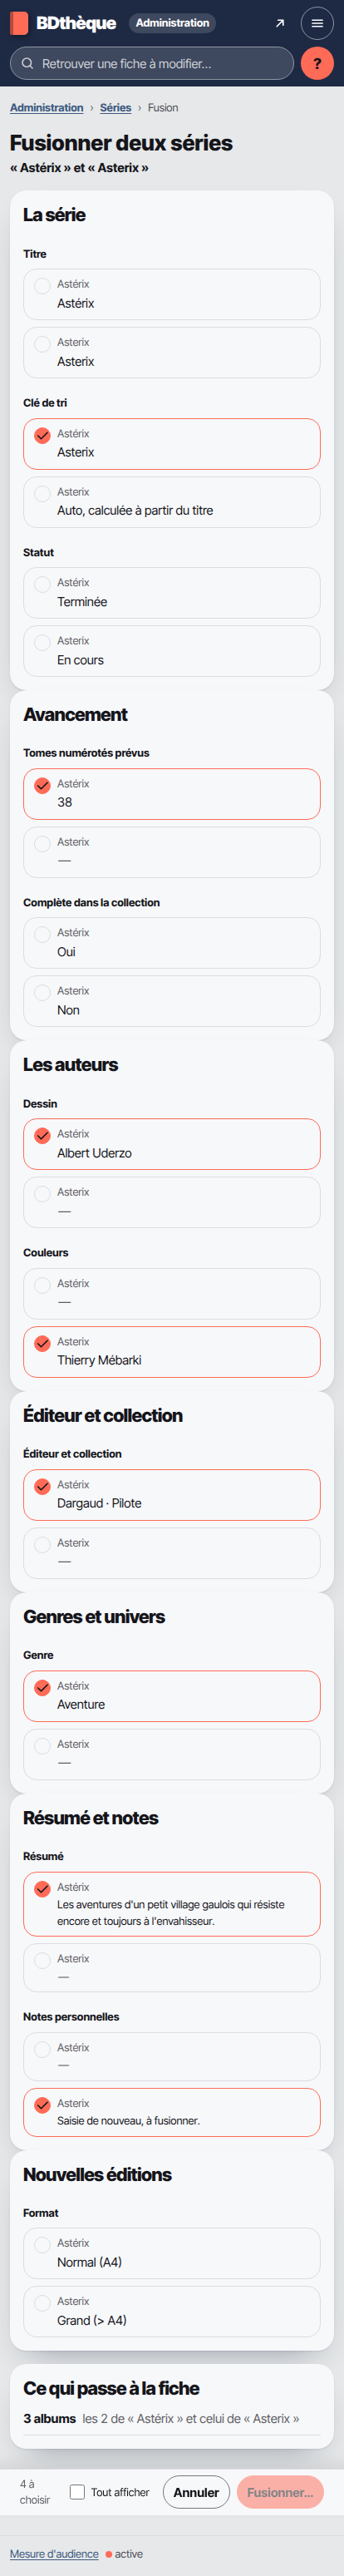 BDthèque Administration
Retrouver une fiche à modifier... ?
Administration › Séries › Fusion
Fusionner deux séries
« Astérix » et « Asterix »
La série
Titre
Astérix
Astérix
Asterix
Asterix
Clé de tri
Astérix
Asterix
Asterix
Auto, calculée à partir du titre
Statut
Astérix
Terminée
Asterix
En cours
Avancement
Tomes numérotés prévus
Astérix
38
Asterix
—
Complète dans la collection
Astérix
Oui
Asterix
Non
Les auteurs
Dessin
Astérix
Albert Uderzo
Asterix
—
Couleurs
Astérix
—
Asterix
Thierry Mébarki
Éditeur et collection
Éditeur et collection
Astérix
Dargaud · Pilote
Asterix
—
Genres et univers
Genre
Astérix
Aventure
Asterix
—
Résumé et notes
Résumé
Astérix
Les aventures d'un petit village gaulois qui résiste
encore et toujours à l'envahisseur.
Asterix
—
Notes personnelles
Astérix
—
Asterix
Saisie de nouveau, à fusionner.
Nouvelles éditions
Format
Astérix
Normal (A4)
Asterix
Grand (> A4)
Ce qui passe à la fiche
3 albums les 2 de « Astérix » et celui de « Asterix »
4 à
choisir
Tout afficher
Annuler
Fusionner...
Mesure d'audience active